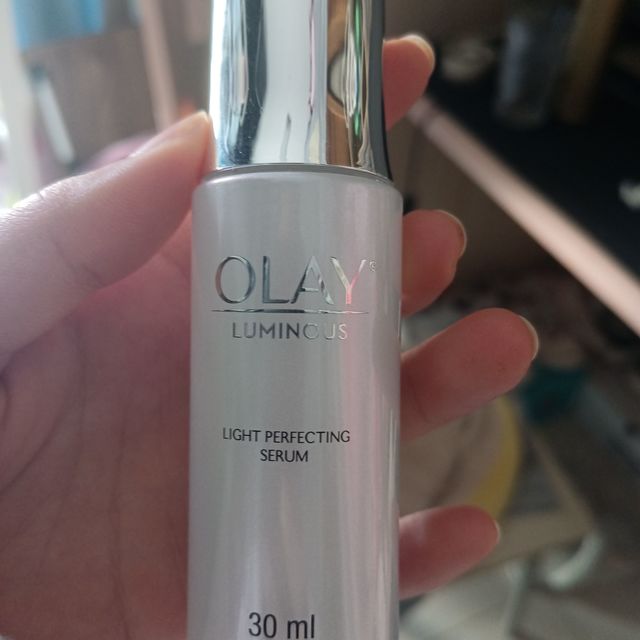 OLAY®
LUMINOUS
LIGHT PERFECTING
SERUM
30 ml